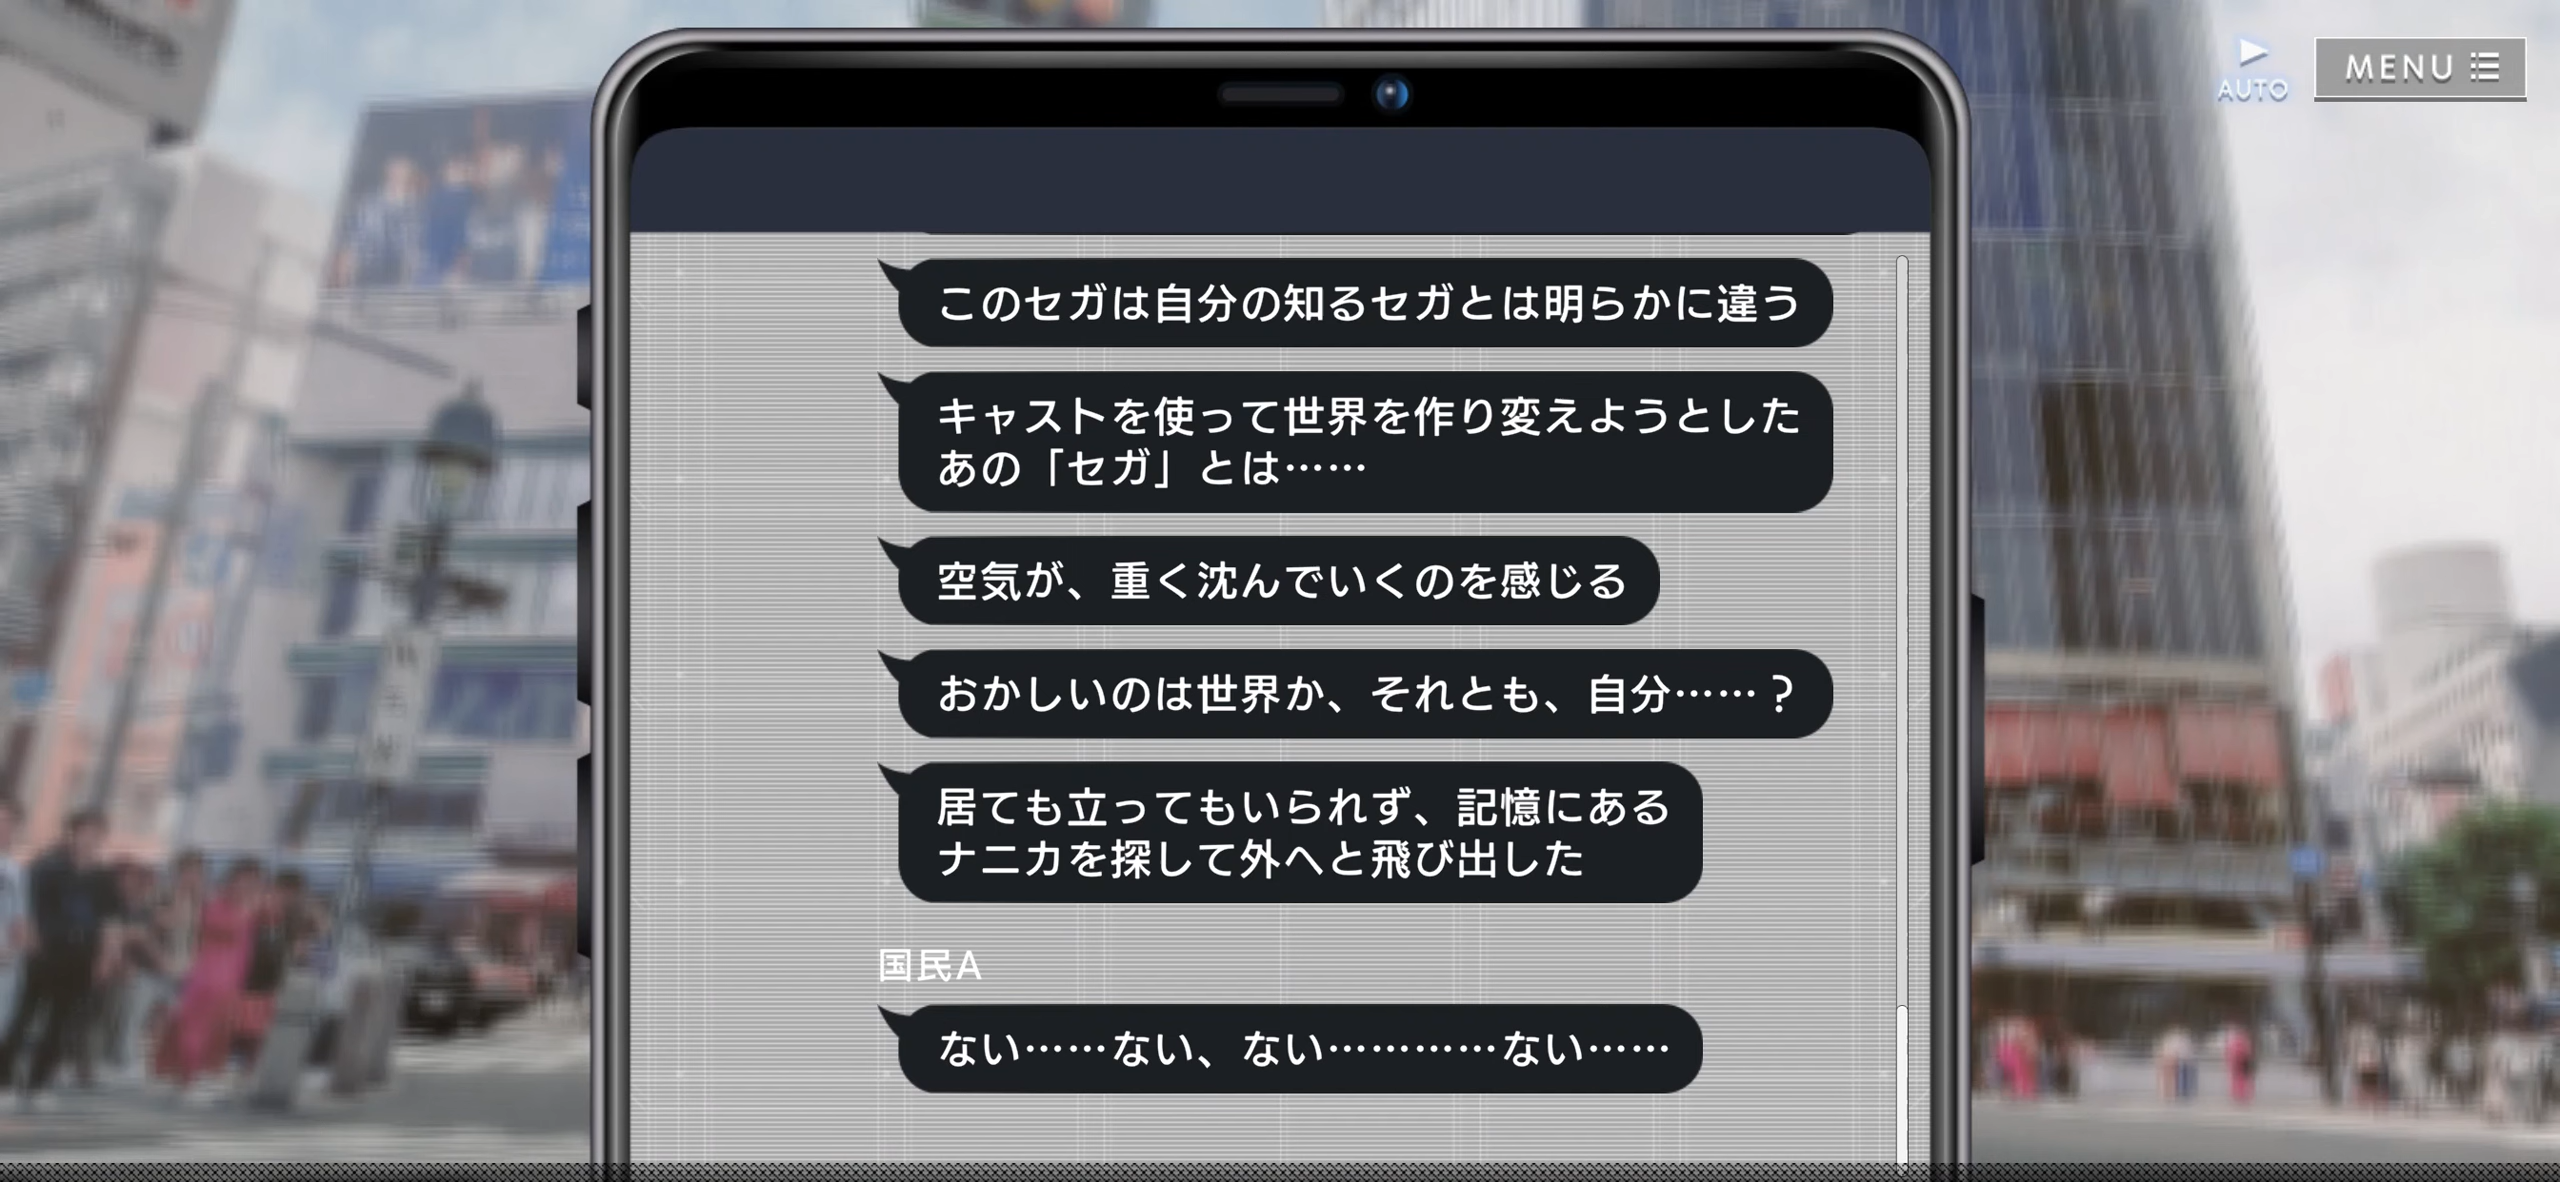 AUTO
MENU
このセガは自分の知るセガとは明らかに違う
キャストを使って世界を作り変えようとした
あの「セガ」とは……
空気が、重く沈んでいくのを感じる
おかしいのは世界か、それとも、自分……？
居ても立ってもいられず、記憶にある
ナニカを探して外へと飛び出した
国民A
ない……ない、ない…………ない……